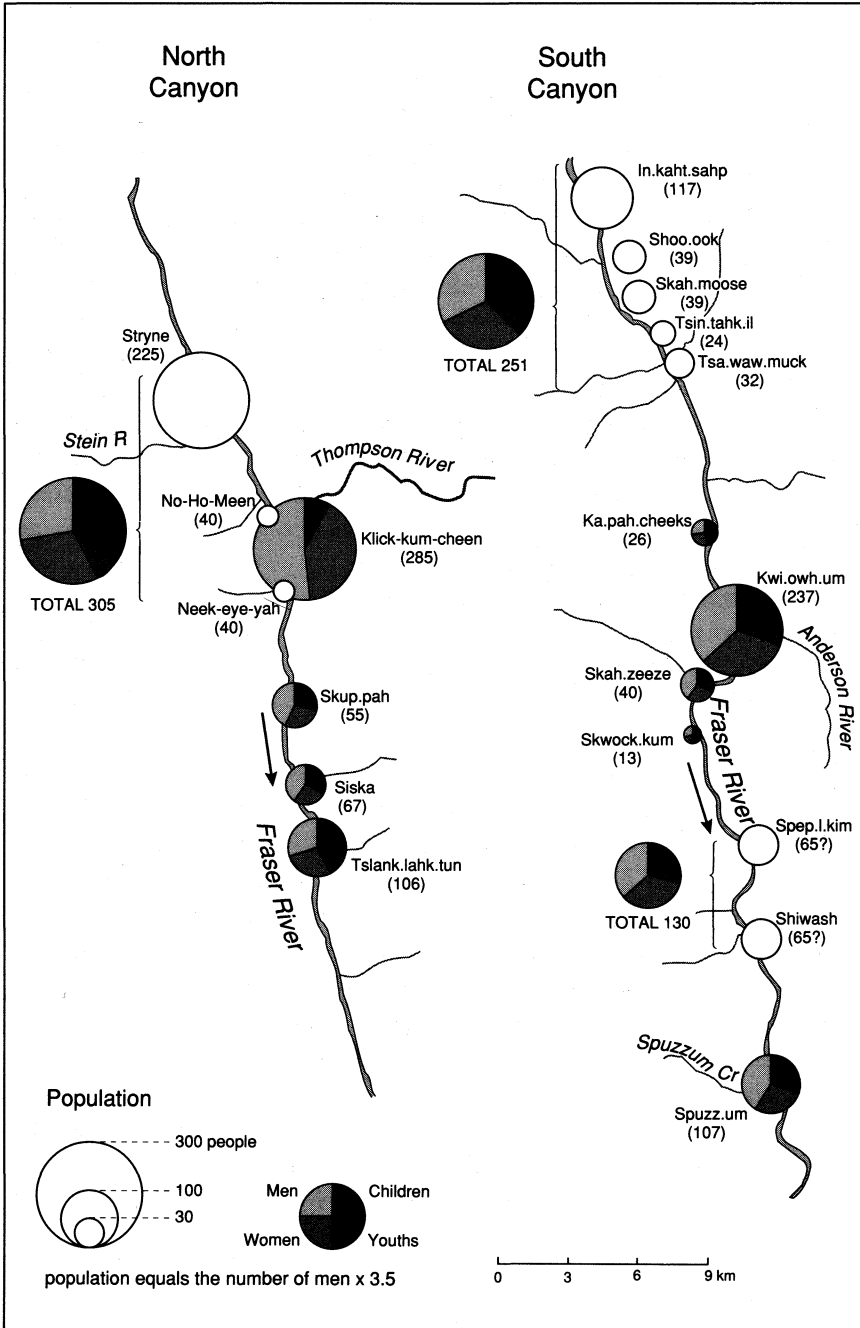 North
Canyon
Stryne
(225)
Stein R
Thompson River
No-Ho-Meen
(40)
Klick-kum-cheen
(285)
TOTAL 305
Neek-eye-yah
(40)
Skup.pah
(55)
Siska
(67)
Tslank.lahk.tun
(106)
Fraser River
South
Canyon
In.kaht.sahp
(117)
Shoo.ook
(39)
Skah.moose
(39)
Tsin.tahk.il
(24)
TOTAL 251
Tsa.waw.muck
(32)
Ka.pah.cheeks
(26)
Kwi.owh.um
(237)
Anderson River
Skah.zeeze
(40)
Skwock.kum
(13)
Fraser River
Spep.l.kim
(65?)
TOTAL 130
Shiwash
(65?)
Spuzzum Cr
Spuzz.um
(107)
Population
300 people
100
30
Men Children
Women Youths
population equals the number of men x 3.5
0 3 6 9 km